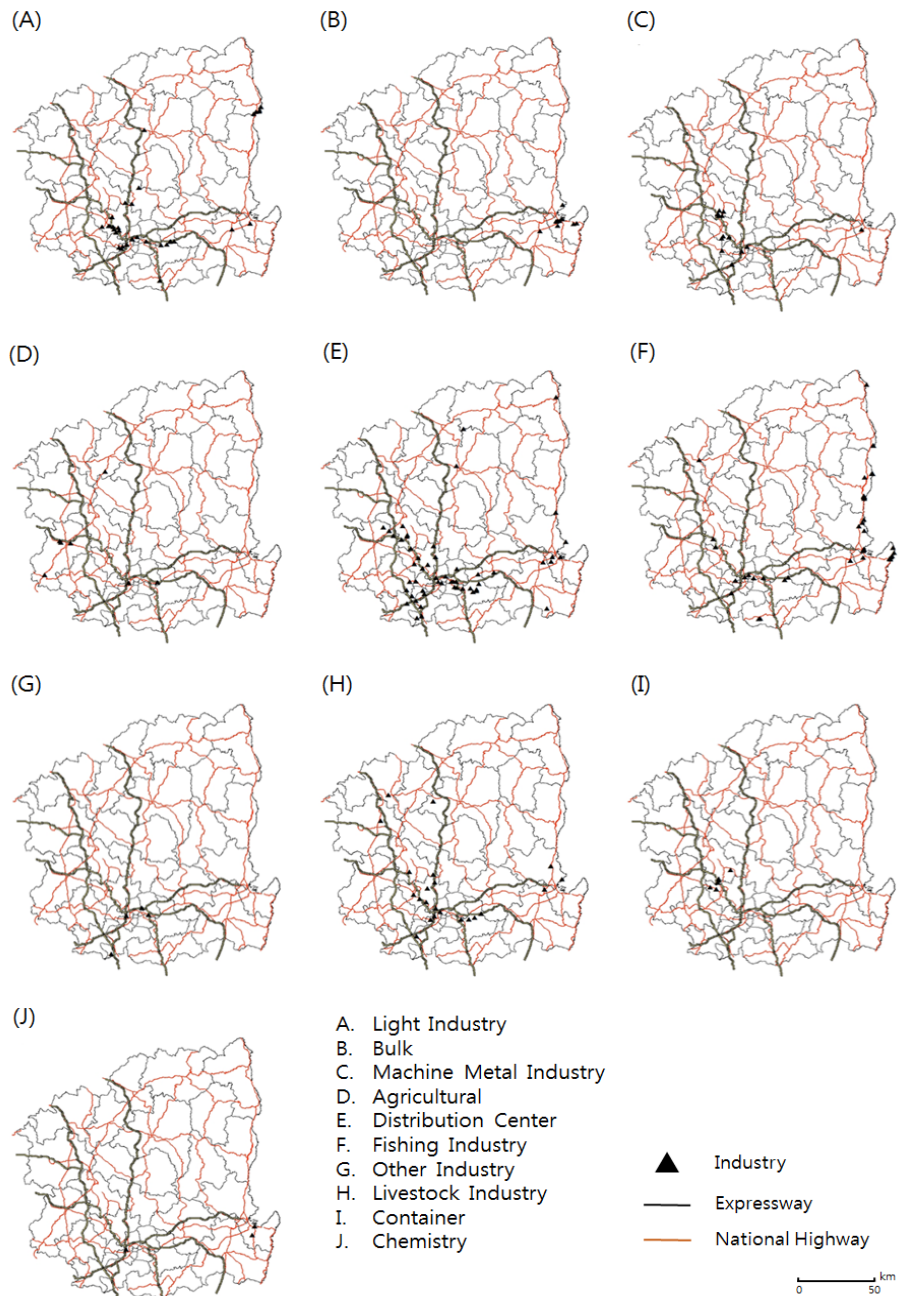 (A)
(B)
(C)
(D)
(E)
(F)
(G)
(H)
(I)
(J)
A. Light Industry
B. Bulk
C. Machine Metal Industry
D. Agricultural
E. Distribution Center
F. Fishing Industry
G. Other Industry
H. Livestock Industry
I. Container
J. Chemistry
Industry
Expressway
National Highway
km
0 50